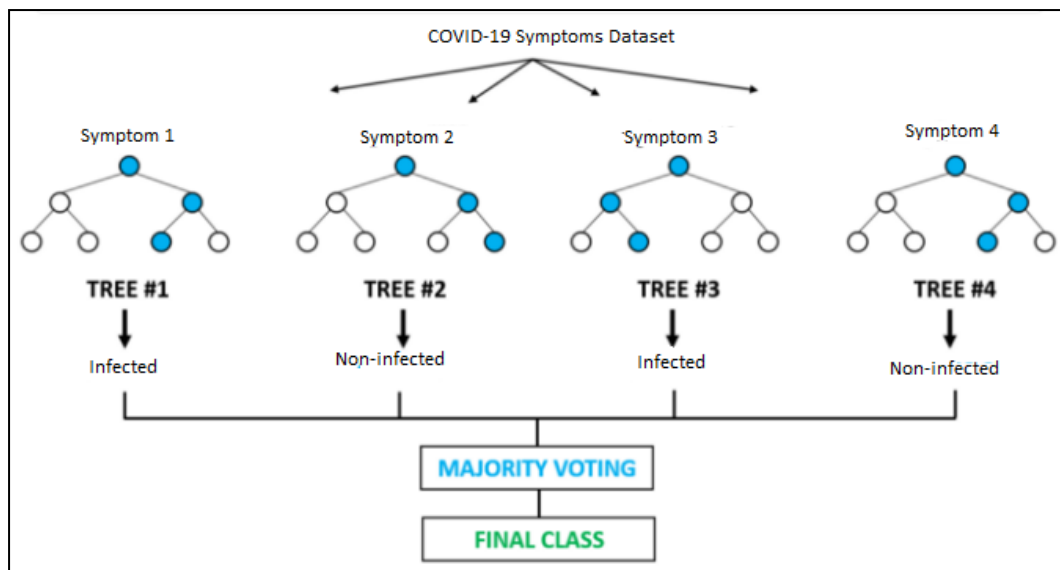 COVID-19 Symptoms Dataset
Symptom 1
Symptom 2
Symptom 3
Symptom 4
TREE #1
TREE #2
TREE #3
TREE #4
Infected
Non-infected
Infected
Non-infected
MAJORITY VOTING
FINAL CLASS